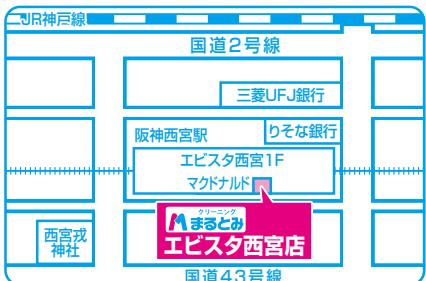 JR神戸線
国道2号線
三菱UFJ銀行
阪神西宮駅
りそな銀行
エビスタ西宮1F
マクドナルド
クリーニング
まるとみ
エビスタ西宮店
西宮戎
神社
国道43号線